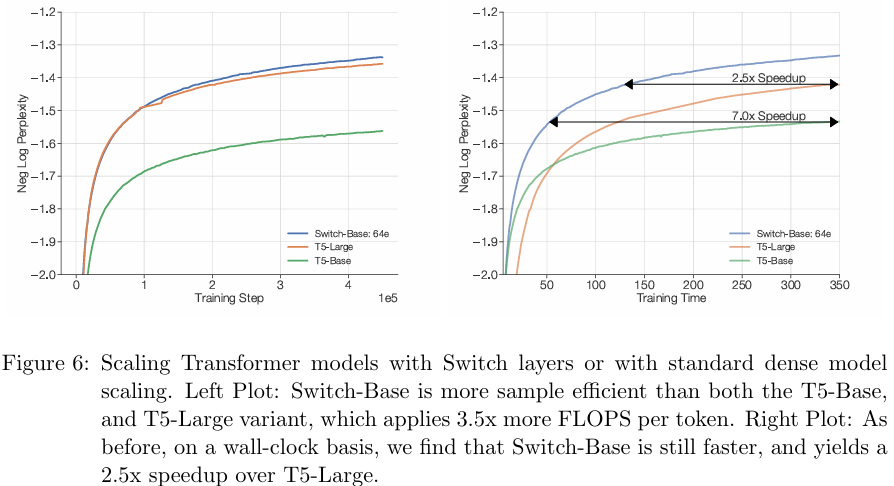 −1.2
−1.3
−1.4
−1.5
−1.6
−1.7
−1.8
−1.9
−2.0
Neg Log Perplexity
0 1 2 3 4
1e5
Training Step
Switch-Base: 64e
T5-Large
T5-Base
−1.2
−1.3
−1.4
−1.5
−1.6
−1.7
−1.8
−1.9
−2.0
Neg Log Perplexity
2.5x Speedup
7.0x Speedup
50 100 150 200 250 300 350
Training Time
Switch-Base: 64e
T5-Large
T5-Base
Figure 6: Scaling Transformer models with Switch layers or with standard dense model
scaling. Left Plot: Switch-Base is more sample efficient than both the T5-Base,
and T5-Large variant, which applies 3.5x more FLOPS per token. Right Plot: As
before, on a wall-clock basis, we find that Switch-Base is still faster, and yields a
2.5x speedup over T5-Large.